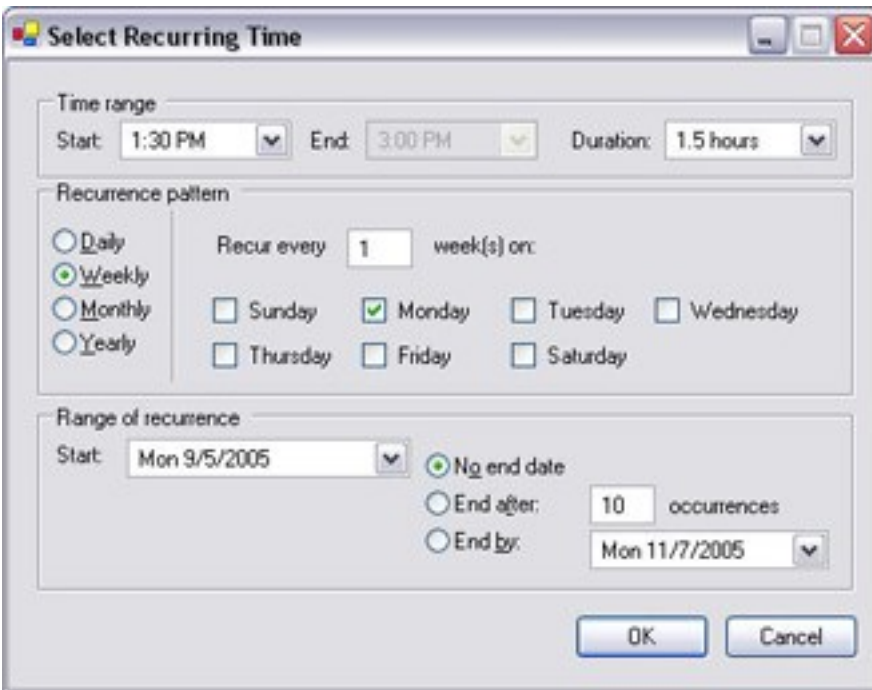 Select Recurring Time
Time range
Start: 1:30 PM End: 3:00 PM Duration: 1.5 hours
Recurrence pattern
Daily
Weekly
Monthly
Yearly
Recur every 1 week(s) on:
Sunday Monday Tuesday Wednesday
Thursday Friday Saturday
Range of recurrence
Start: Mon 9/5/2005
No end date
End after: 10 occurrences
End by: Mon 11/7/2005
OK Cancel